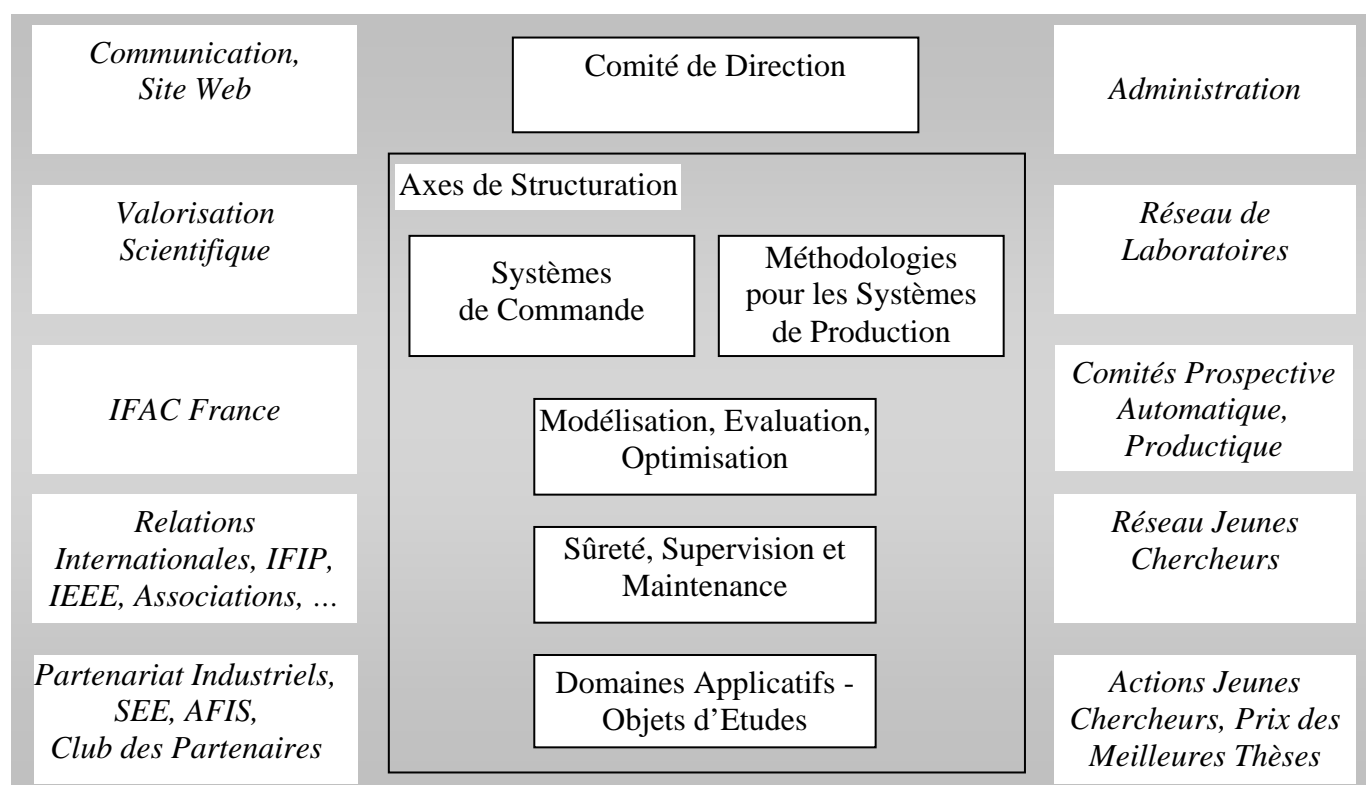 Communication,
Site Web
Comité de Direction
Administration
Axes de Structuration
Valorisation
Scientifique
Systèmes
de Commande
Méthodologies
pour les Systèmes
de Production
Réseau de
Laboratoires
IFAC France
Modélisation, Evaluation,
Optimisation
Comités Prospective
Automatique,
Productique
Relations
Internationales, IFIP,
IEEE, Associations, …
Sûreté, Supervision et
Maintenance
Réseau Jeunes
Chercheurs
Partenariat Industriels,
SEE, AFIS,
Club des Partenaires
Domaines Applicatifs -
Objets d’Etudes
Actions Jeunes
Chercheurs, Prix des
Meilleures Thèses